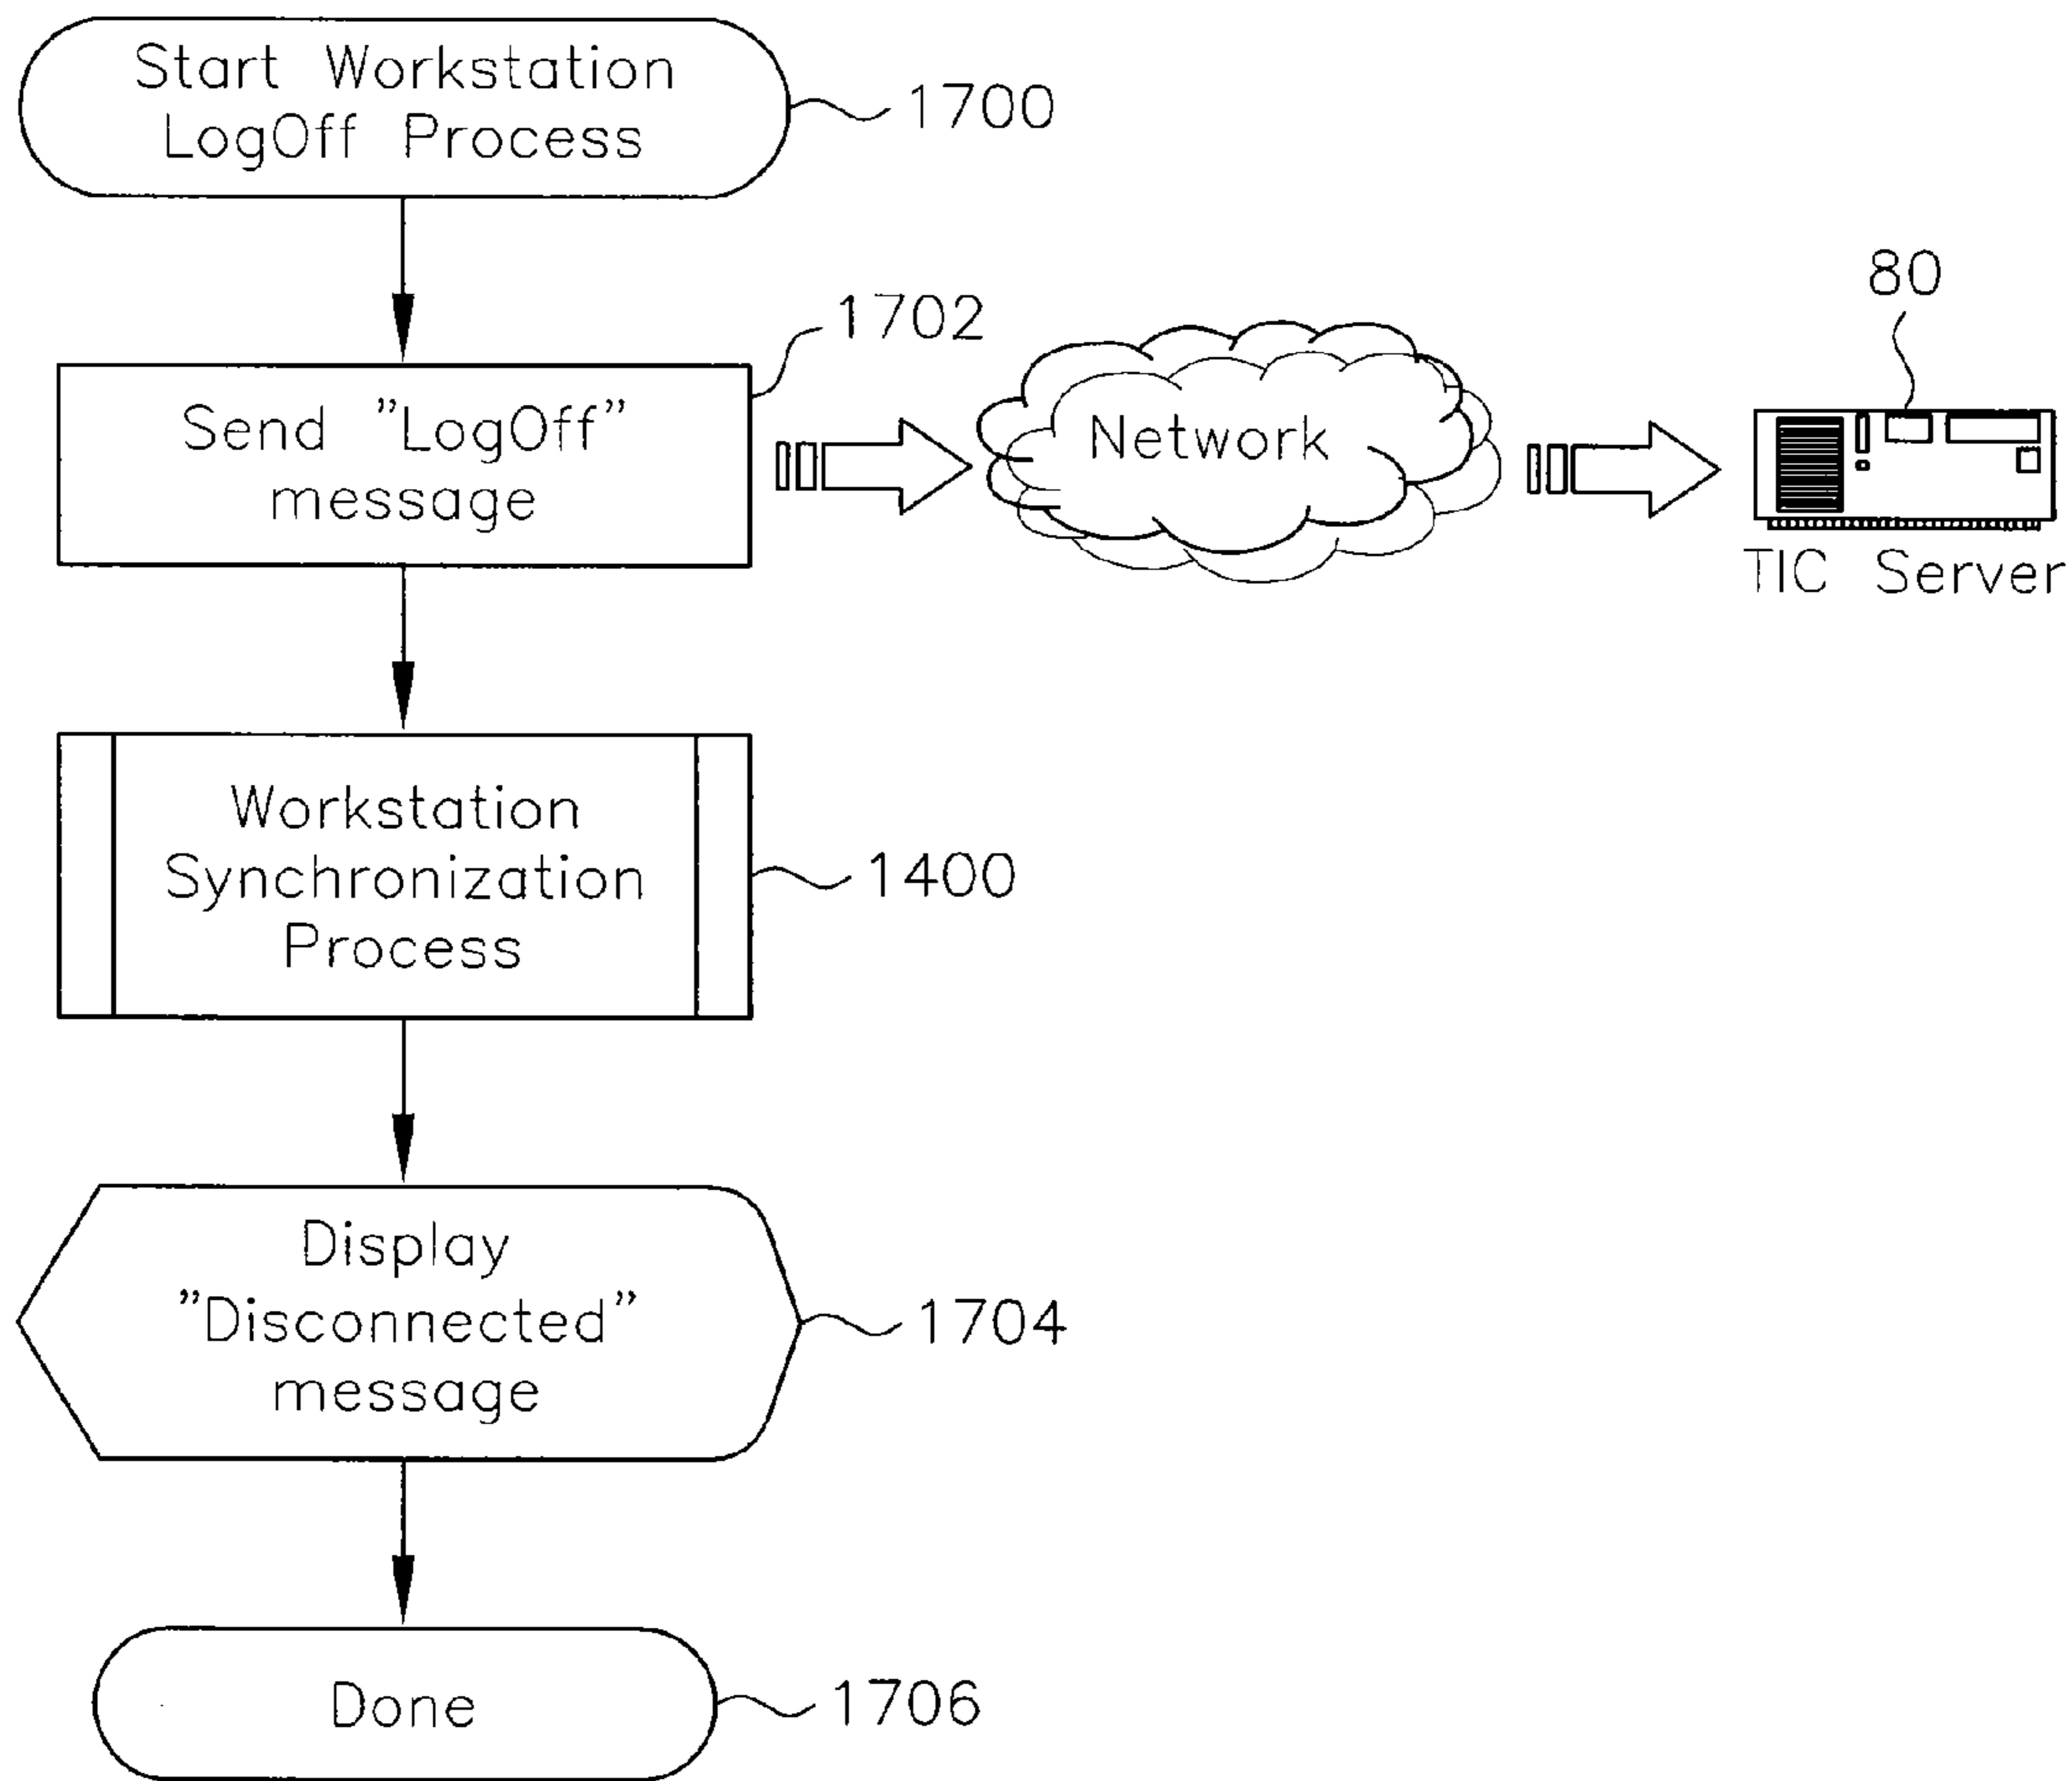 Start Workstation
LogOff Process
1700
80
1702
Send ”LogOff”
message
Network
TIC Server
Workstation
Synchronization
Process
1400
Display
”Disconnected”
message
1704
Done
1706